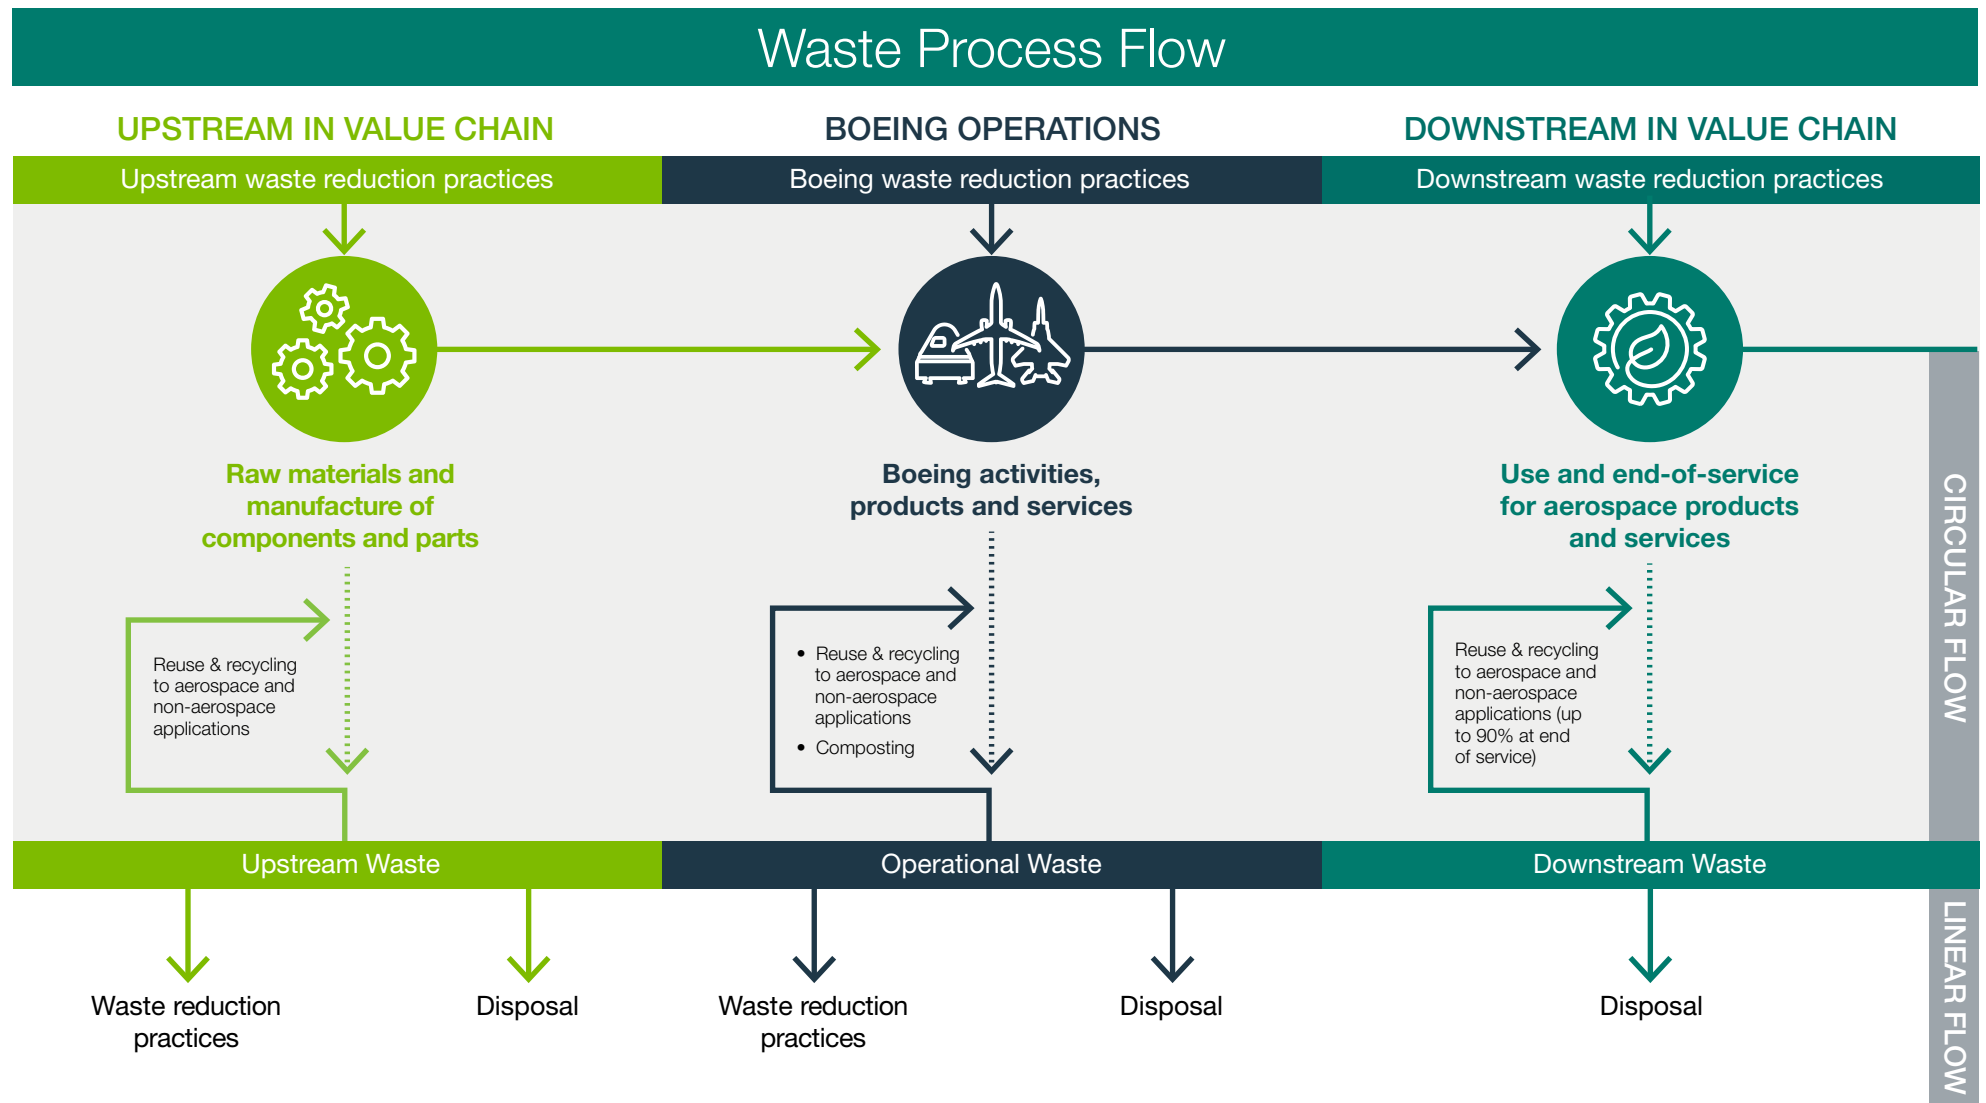 Waste Process Flow
UPSTREAM IN VALUE CHAIN
BOEING OPERATIONS
DOWNSTREAM IN VALUE CHAIN
Upstream waste reduction practices
Boeing waste reduction practices
Downstream waste reduction practices
Raw materials and
manufacture of
components and parts
Boeing activities,
products and services
Use and end-of-service
for aerospace products
and services
Reuse & recycling
to aerospace and
non-aerospace
applications
• Reuse & recycling
to aerospace and
non-aerospace
applications
• Composting
Reuse & recycling
to aerospace and
non-aerospace
applications (up
to 90% at end
of service)
CIRCULAR FLOW
Upstream Waste
Operational Waste
Downstream Waste
Waste reduction
practices
Disposal
Waste reduction
practices
Disposal
Disposal
LINEAR FLOW